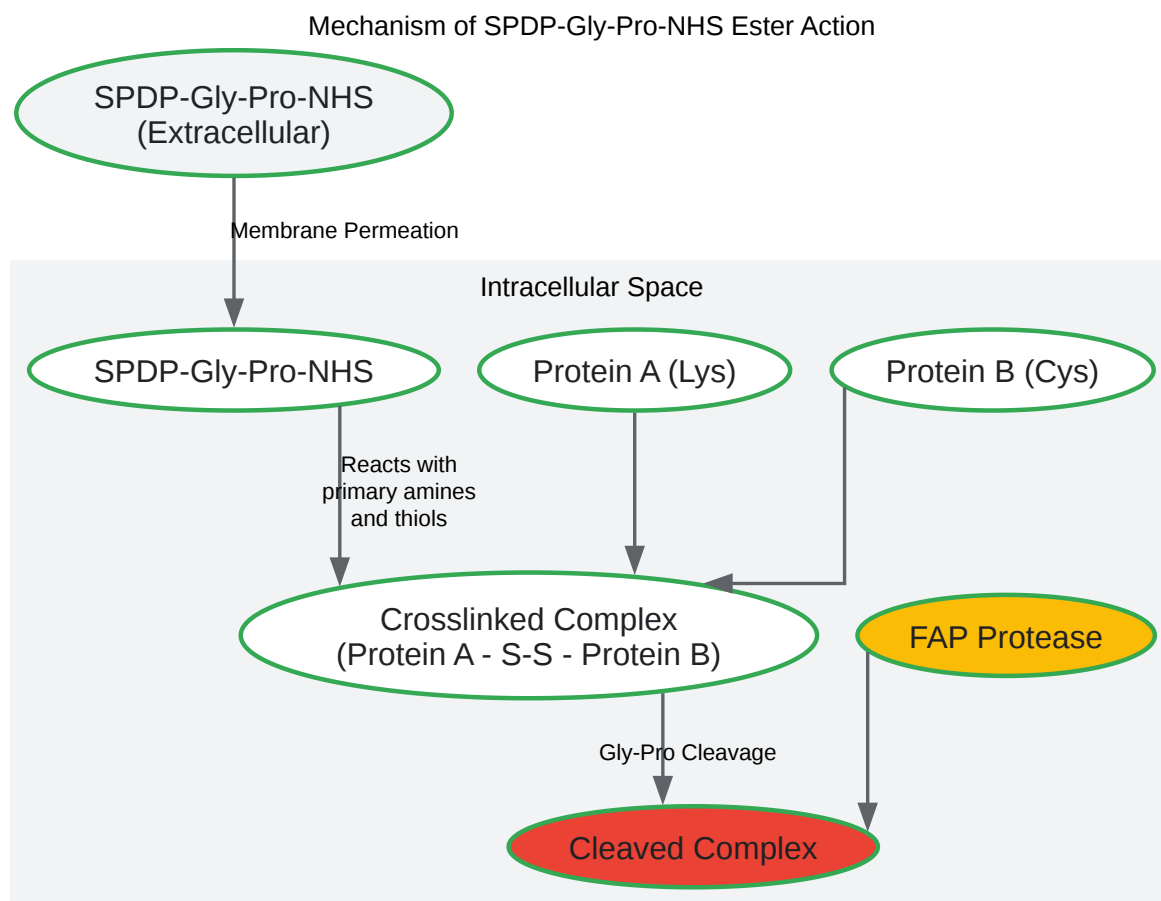 Mechanism of SPDP-Gly-Pro-NHS Ester Action
SPDP-Gly-Pro-NHS
(Extracellular)
Membrane Permeation
Intracellular Space
SPDP-Gly-Pro-NHS
Protein A (Lys)
Protein B (Cys)
Reacts with
primary amines
and thiols
Crosslinked Complex
(Protein A - S-S - Protein B)
FAP Protease
Gly-Pro Cleavage
Cleaved Complex